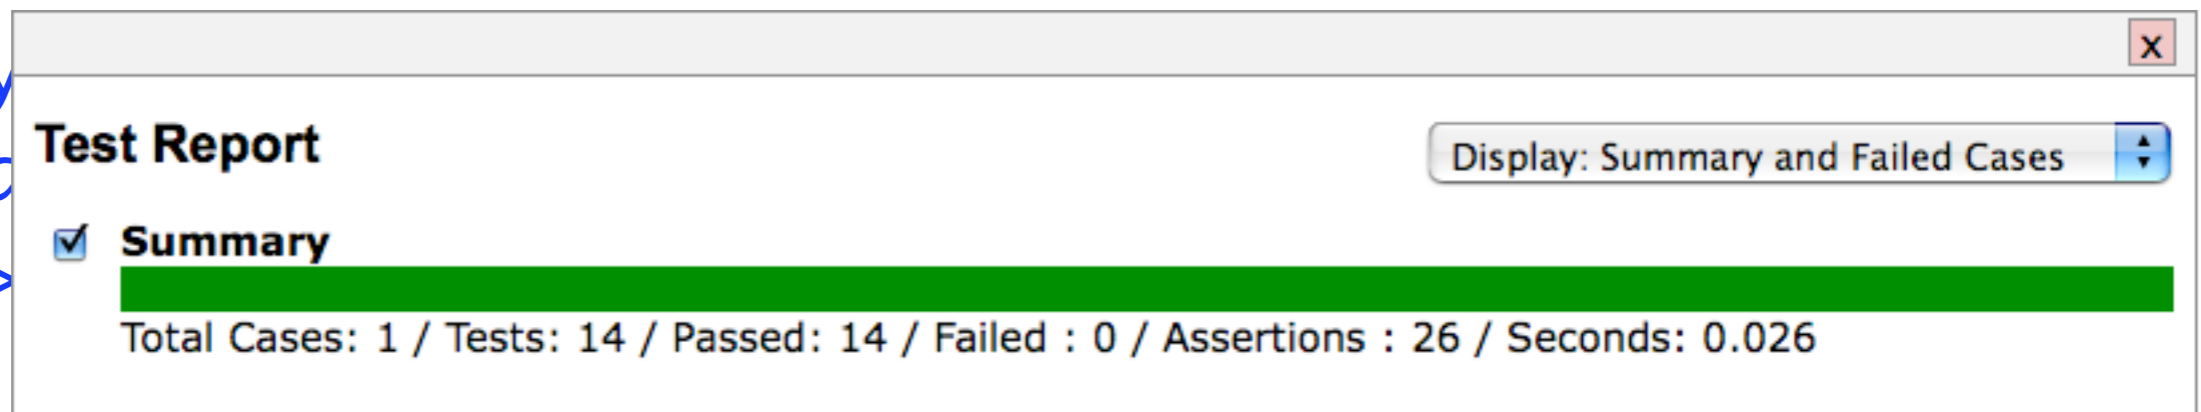 x
Test Report
Display: Summary and Failed Cases
Summary
Total Cases: 1 / Tests: 14 / Passed: 14 / Failed : 0 / Assertions : 26 / Seconds: 0.026